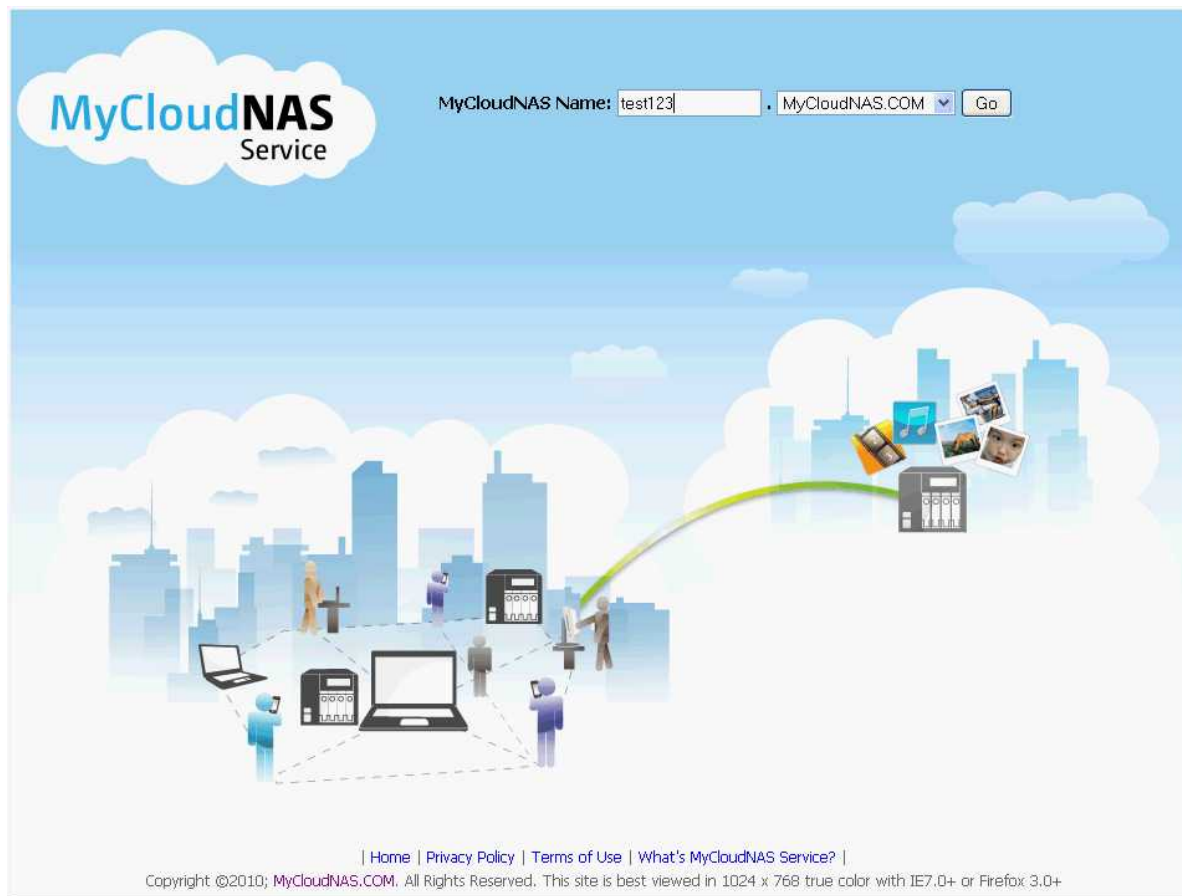 MyCloudNAS
Service
MyCloudNAS Name: test123 . MyCloudNAS.COM Go
| Home | Privacy Policy | Terms of Use | What's MyCloudNAS Service? |
Copyright ©2010; MyCloudNAS.COM. All Rights Reserved. This site is best viewed in 1024 x 768 true color with IE7.0+ or Firefox 3.0+